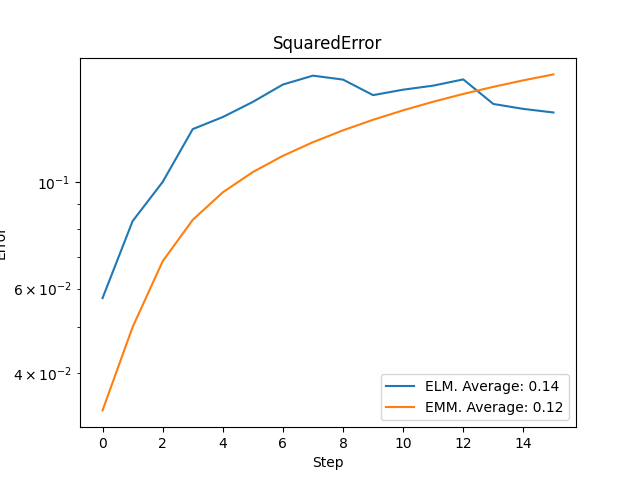 SquaredError
Error
10⁻¹
6 × 10⁻²
4 × 10⁻²
0 2 4 6 8 10 12 14
Step
ELM. Average: 0.14
EMM. Average: 0.12